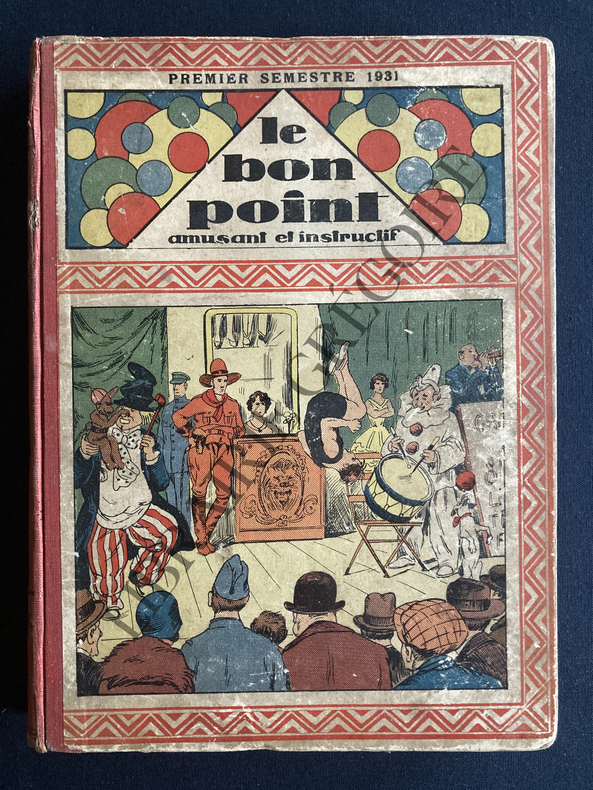 PREMIER SEMESTRE 1931
le
bon
point
amusant et instructif